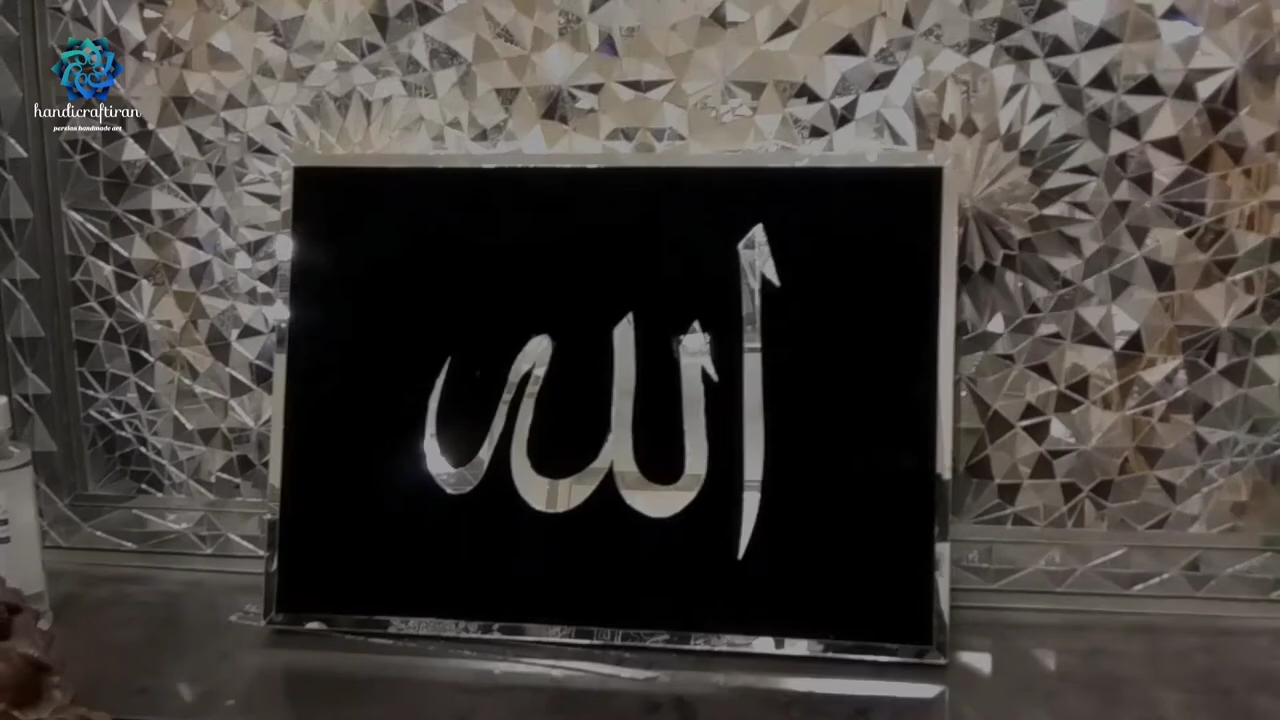 handicraftiran
persian handmade art
الله